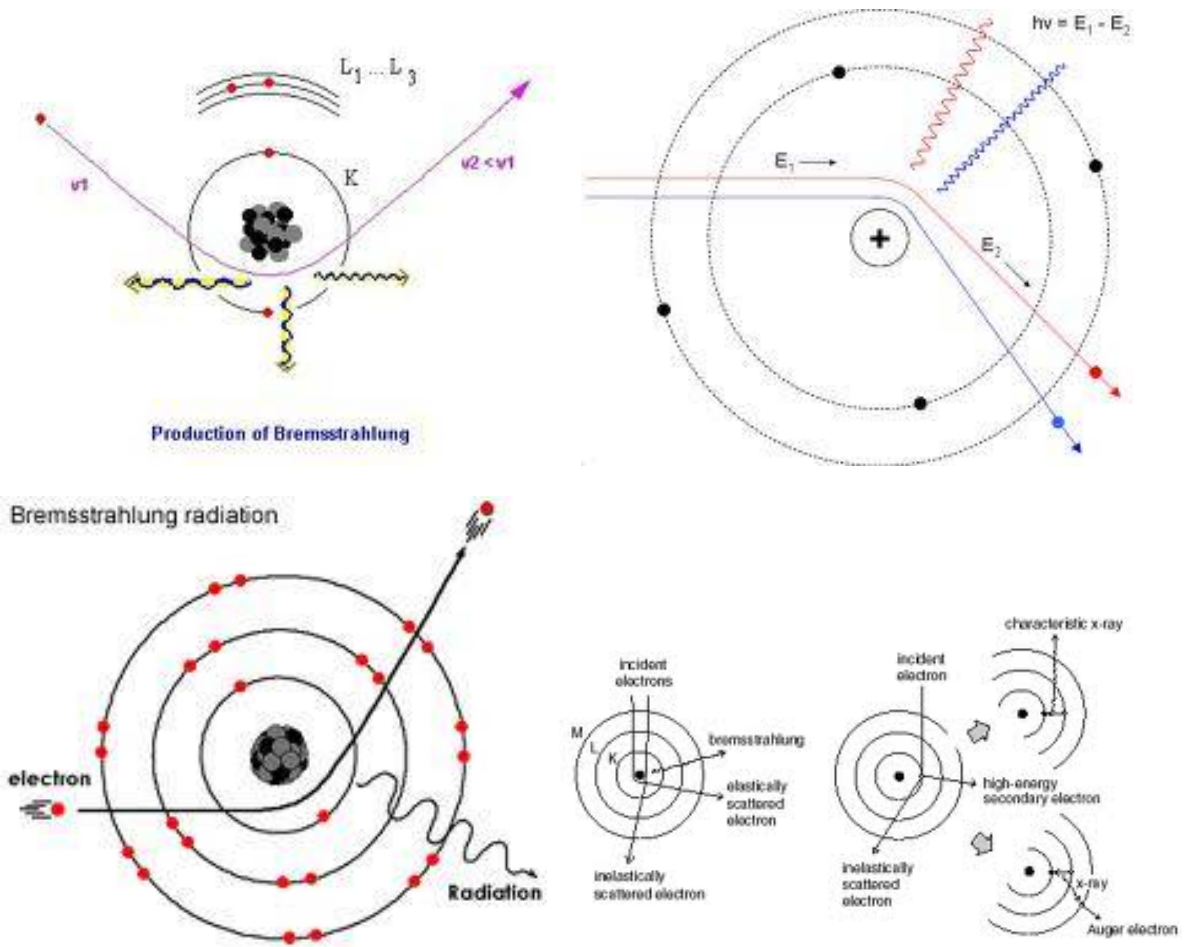 L₁ ... L₃
v1
v2 < v1
K
Production of Bremsstrahlung
hν = E₁ - E₂
E₁
+
E₂
Bremsstrahlung radiation
electron
Radiation
incident
electrons
M
L
K
bremsstrahlung
elastically
scattered
electron
inelastically
scattered electron
incident
electron
characteristic x-ray
high-energy
secondary electron
inelastically
scattered
electron
x-ray
Auger electron